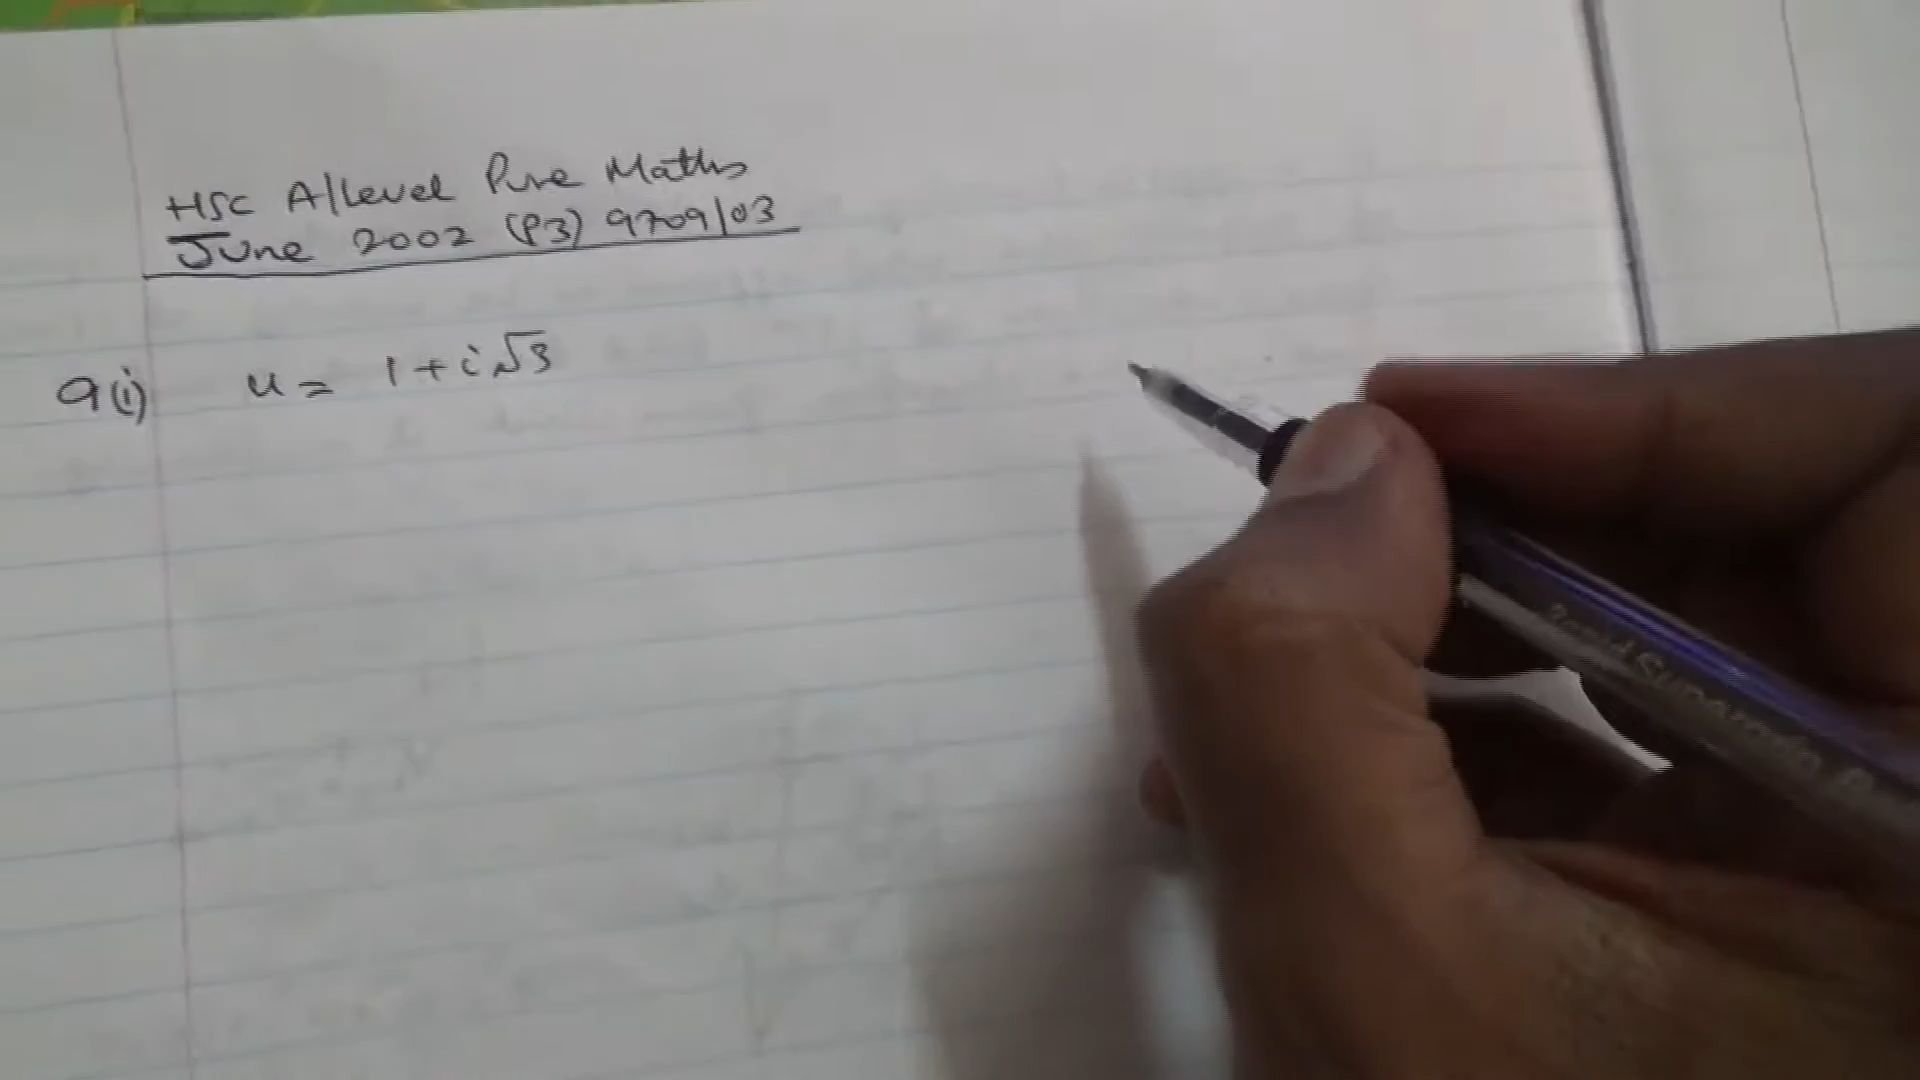 HSC A/Level Pure Maths
June 2002 (P3) 9709/03
9(i) u = 1 + i√3